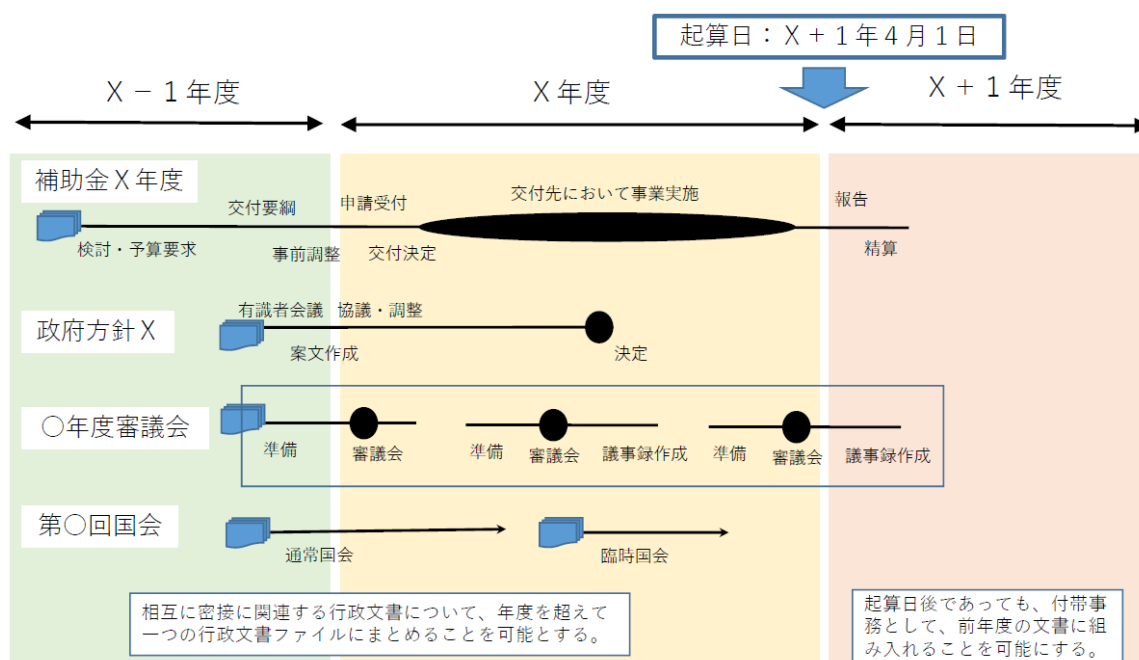 起算日：Ｘ＋１年４月１日
Ｘ－１年度
Ｘ年度
Ｘ＋１年度
補助金Ｘ年度
交付要綱
申請受付
交付先において事業実施
報告
検討・予算要求
事前調整
交付決定
精算
政府方針Ｘ
有識者会議
協議・調整
案文作成
決定
〇年度審議会
準備
審議会
準備
審議会
議事録作成
準備
審議会
議事録作成
第〇回国会
通常国会
臨時国会
相互に密接に関連する行政文書について、年度を超えて
一つの行政文書ファイルにまとめることを可能とする。
起算日後であっても、付帯事
務として、前年度の文書に組
み入れることを可能にする。